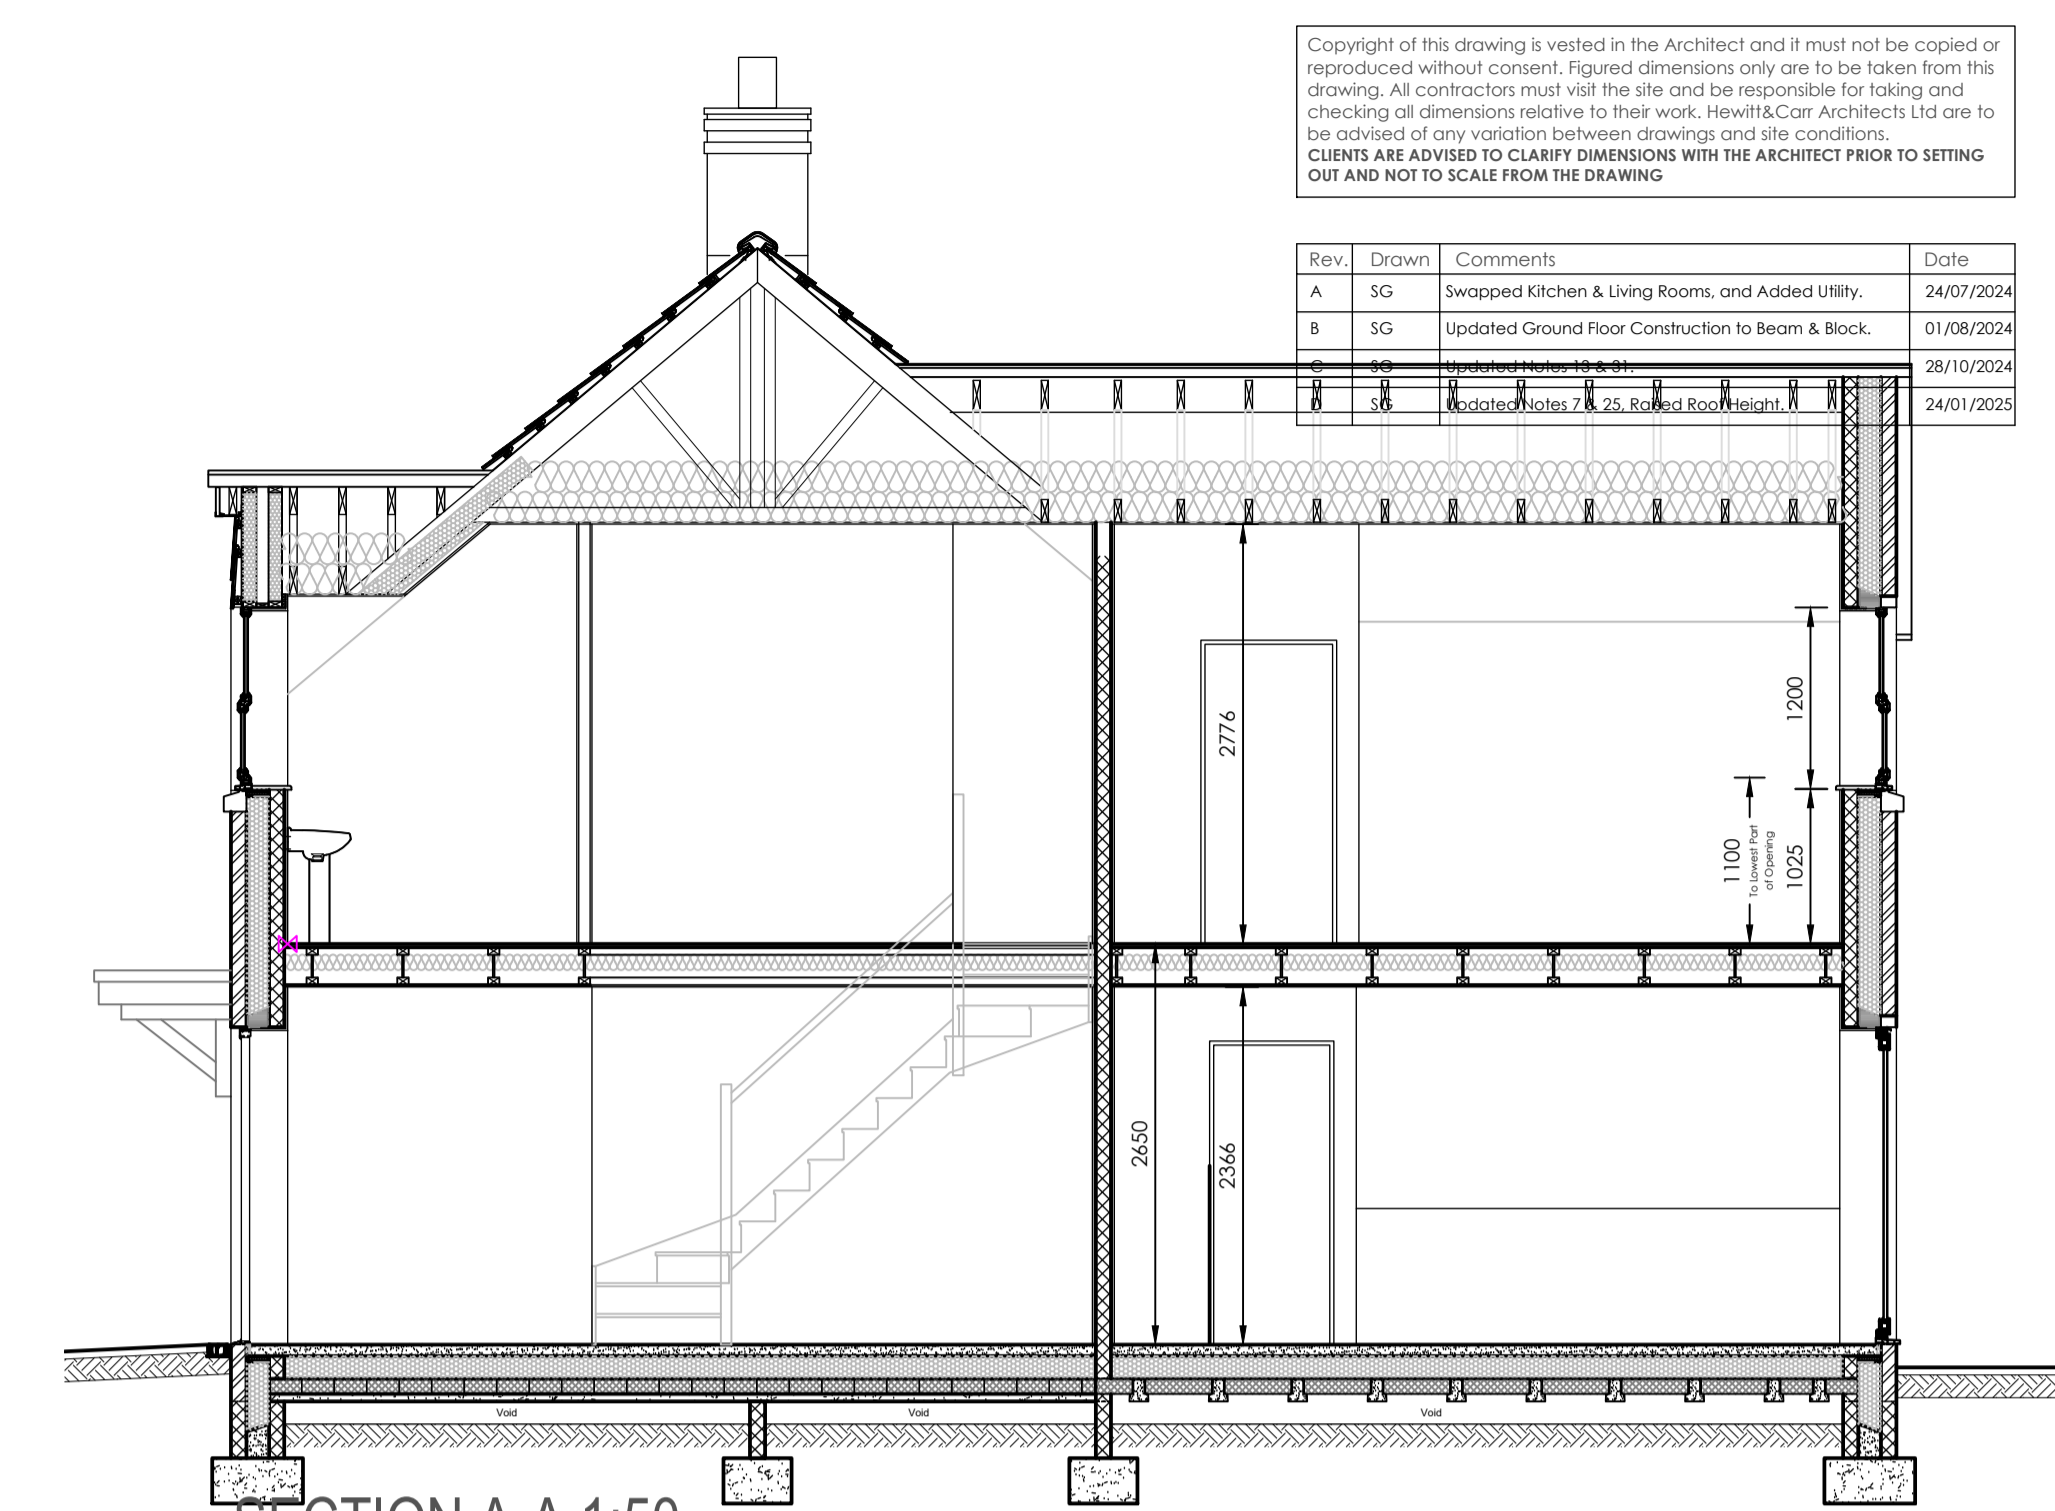 Copyright of this drawing is vested in the Architect and it must not be copied or
reproduced without consent. Figured dimensions only are to be taken from this
drawing. All contractors must visit the site and be responsible for taking and
checking all dimensions relative to their work. Hewitt&Carr Architects Ltd are to
be advised of any variation between drawings and site conditions.
CLIENTS ARE ADVISED TO CLARIFY DIMENSIONS WITH THE ARCHITECT PRIOR TO SETTING
OUT AND NOT TO SCALE FROM THE DRAWING
Rev. Drawn Comments Date
A SG Swapped Kitchen & Living Rooms, and Added Utility. 24/07/2024
B SG Updated Ground Floor Construction to Beam & Block. 01/08/2024
C SG Updated Notes 13 & 31. 28/10/2024
D SG Updated Notes 7 & 25, Raised Roof Height. 24/01/2025
2776
1200
1100
To Lowest Part
of Opening
1025
2650
2366
Void Void Void
SECTION A-A 1:50